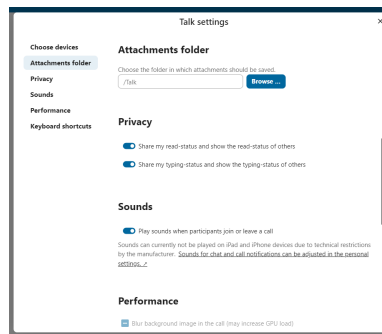 Talk settings
Choose devices
Attachments folder
Privacy
Sounds
Performance
Keyboard shortcuts
Attachments folder
Choose the folder in which attachments should be saved.
/Talk
Browse ...
Privacy
Share my read-status and show the read-status of others
Share my typing-status and show the typing-status of others
Sounds
Play sounds when participants join or leave a call
Sounds can currently not be played on iPad and iPhone devices due to technical restrictions
by the manufacturer. Sounds for chat and call notifications can be adjusted in the personal
settings. ↗
Performance
Blur background image in the call (may increase GPU load)